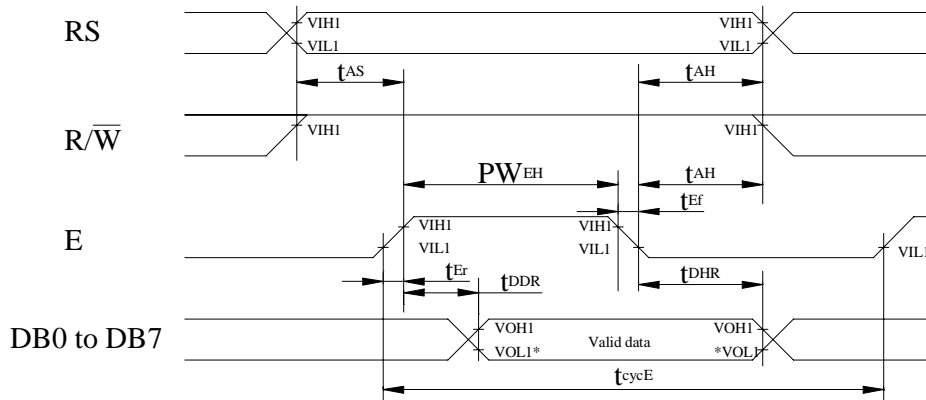 RS
VIH1
VIL1
VIH1
VIL1
tAS
tAH
R/W̅
VIH1
VIH1
PWEH
tAH
tEf
E
VIH1
VIL1
VIH1
VIL1
VIL1
tEr
tDDR
tDHR
DB0 to DB7
VOH1
VOL1*
Valid data
VOH1
*VOL1
tcycE